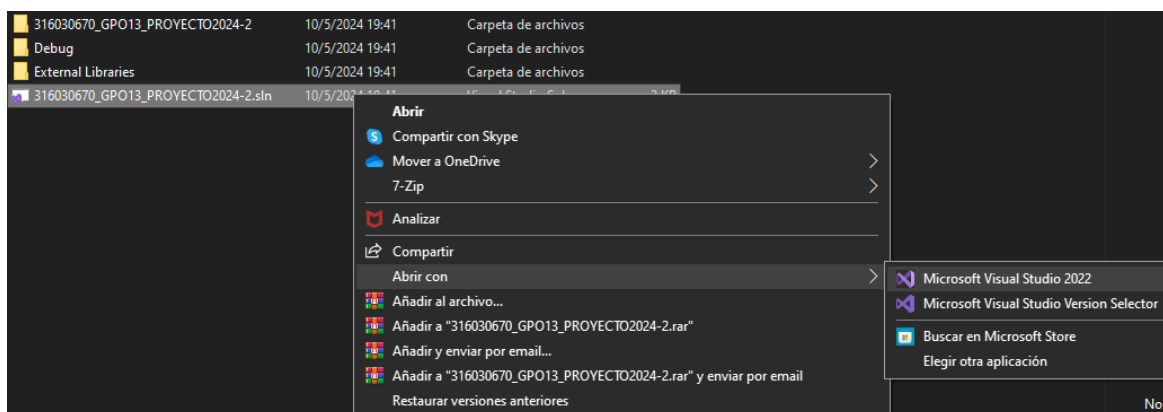 316030670_GPO13_PROYECTO2024-2 10/5/2024 19:41 Carpeta de archivos
Debug 10/5/2024 19:41 Carpeta de archivos
External Libraries 10/5/2024 19:41 Carpeta de archivos
316030670_GPO13_PROYECTO2024-2.sln
Abrir
Compartir con Skype
Mover a OneDrive
7-Zip
Analizar
Compartir
Abrir con
Añadir al archivo...
Añadir a "316030670_GPO13_PROYECTO2024-2.rar"
Añadir y enviar por email...
Añadir a "316030670_GPO13_PROYECTO2024-2.rar" y enviar por email
Restaurar versiones anteriores
Microsoft Visual Studio 2022
Microsoft Visual Studio Version Selector
Buscar en Microsoft Store
Elegir otra aplicación
No